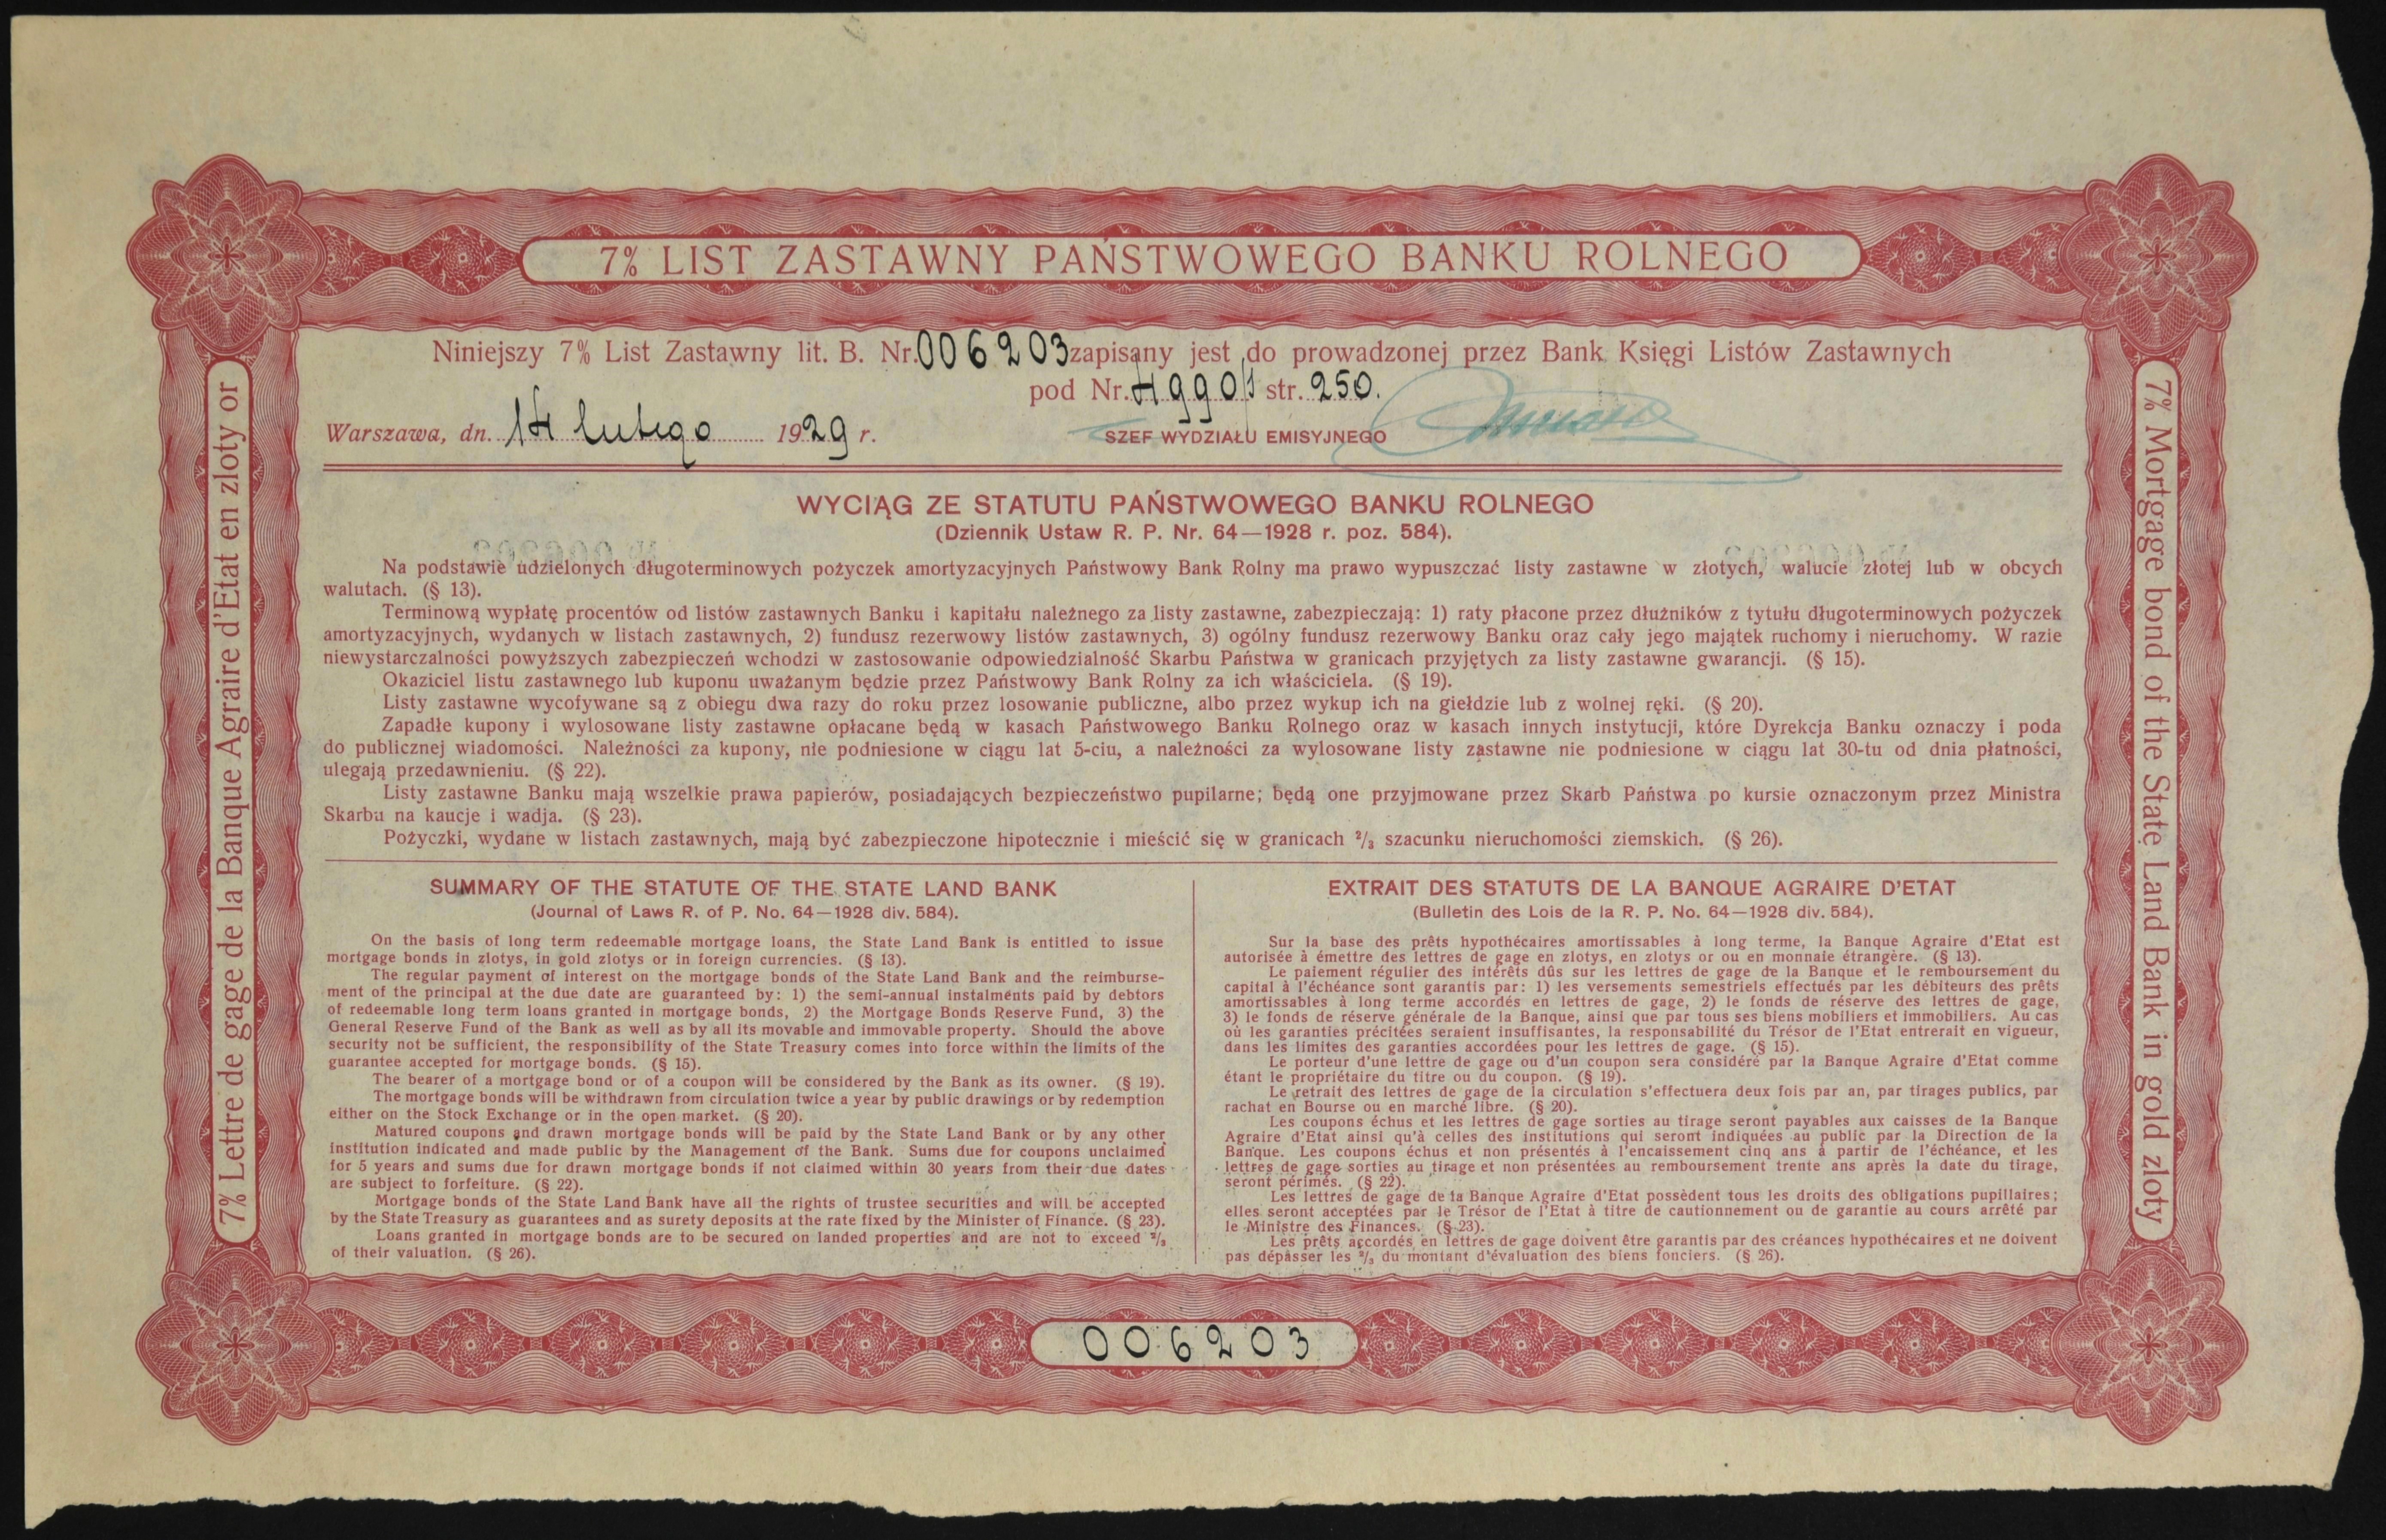 7% LIST ZASTAWNY PAŃSTWOWEGO BANKU ROLNEGO
Niniejszy 7% List Zastawny lit. B. Nr. 006203 zapisany jest do prowadzonej przez Bank Księgi Listów Zastawnych
pod Nr. 4990/1 str. 250.
Warszawa, dn. 14 lutego 1929 r.
SZEF WYDZIAŁU EMISYJNEGO
WYCIĄG ZE STATUTU PAŃSTWOWEGO BANKU ROLNEGO
(Dziennik Ustaw R. P. Nr. 64—1928 r. poz. 584).
Na podstawie udzielonych długoterminowych pożyczek amortyzacyjnych Państwowy Bank Rolny ma prawo wypuszczać listy zastawne w złotych, walucie złotej lub w obcych
walutach. (§ 13).
Terminową wypłatę procentów od listów zastawnych Banku i kapitału należnego za listy zastawne, zabezpieczają: 1) raty płacone przez dłużników z tytułu długoterminowych pożyczek
amortyzacyjnych, wydanych w listach zastawnych, 2) fundusz rezerwowy listów zastawnych, 3) ogólny fundusz rezerwowy Banku oraz cały jego majątek ruchomy i nieruchomy. W razie
niewystarczalności powyższych zabezpieczeń wchodzi w zastosowanie odpowiedzialność Skarbu Państwa w granicach przyjętych za listy zastawne gwarancji. (§ 15).
Okaziciel listu zastawnego lub kuponu uważanym będzie przez Państwowy Bank Rolny za ich właściciela. (§ 19).
Listy zastawne wycofywane są z obiegu dwa razy do roku przez losowanie publiczne, albo przez wykup ich na giełdzie lub z wolnej ręki. (§ 20).
Zapadłe kupony i wylosowane listy zastawne opłacane będą w kasach Państwowego Banku Rolnego oraz w kasach innych instytucji, które Dyrekcja Banku oznaczy i poda
do publicznej wiadomości. Należności za kupony, nie podniesione w ciągu lat 5-ciu, a należności za wylosowane listy zastawne nie podniesione w ciągu lat 30-tu od dnia płatności,
ulegają przedawnieniu. (§ 22).
Listy zastawne Banku mają wszelkie prawa papierów, posiadających bezpieczeństwo pupilarne; będą one przyjmowane przez Skarb Państwa po kursie oznaczonym przez Ministra
Skarbu na kaucje i wadja. (§ 23).
Pożyczki, wydane w listach zastawnych, mają być zabezpieczone hipotecznie i mieścić się w granicach ²/₃ szacunku nieruchomości ziemskich. (§ 26).
SUMMARY OF THE STATUTE OF THE STATE LAND BANK
(Journal of Laws R. of P. No. 64—1928 div. 584).
On the basis of long term redeemable mortgage loans, the State Land Bank is entitled to issue
mortgage bonds in zlotys, in gold zlotys or in foreign currencies. (§ 13).
The regular payment of interest on the mortgage bonds of the State Land Bank and the reimburse-
ment of the principal at the due date are guaranteed by: 1) the semi-annual instalments paid by debtors
of redeemable long term loans granted in mortgage bonds, 2) the Mortgage Bonds Reserve Fund, 3) the
General Reserve Fund of the Bank as well as by all its movable and immovable property. Should the above
security not be sufficient, the responsibility of the State Treasury comes into force within the limits of the
guarantee accepted for mortgage bonds. (§ 15).
The bearer of a mortgage bond or of a coupon will be considered by the Bank as its owner. (§ 19).
The mortgage bonds will be withdrawn from circulation twice a year by public drawings or by redemption
either on the Stock Exchange or in the open market. (§ 20).
Matured coupons and drawn mortgage bonds will be paid by the State Land Bank or by any other
institution indicated and made public by the Management of the Bank. Sums due for coupons unclaimed
for 5 years and sums due for drawn mortgage bonds if not claimed within 30 years from their due dates
are subject to forfeiture. (§ 22).
Mortgage bonds of the State Land Bank have all the rights of trustee securities and will be accepted
by the State Treasury as guarantees and as surety deposits at the rate fixed by the Minister of Finance. (§ 23).
Loans granted in mortgage bonds are to be secured on landed properties and are not to exceed ²/₃
of their valuation. (§ 26).
EXTRAIT DES STATUTS DE LA BANQUE AGRAIRE D'ETAT
(Bulletin des Lois de la R. P. No. 64—1928 div. 584).
Sur la base des prêts hypothécaires amortissables à long terme, la Banque Agraire d'Etat est
autorisée à émettre des lettres de gage en zlotys, en zlotys or ou en monnaie étrangère. (§ 13).
Le paiement régulier des intérêts dûs sur les lettres de gage de la Banque et le remboursement du
capital à l'échéance sont garantis par: 1) les versements semestriels effectués par les débiteurs des prêts
amortissables à long terme accordés en lettres de gage, 2) le fonds de réserve des lettres de gage,
3) le fonds de réserve générale de la Banque, ainsi que par tous ses biens mobiliers et immobiliers. Au cas
où les garanties précitées seraient insuffisantes, la responsabilité du Trésor de l'Etat entrerait en vigueur,
dans les limites des garanties accordées pour les lettres de gage. (§ 15).
Le porteur d'une lettre de gage ou d'un coupon sera considéré par la Banque Agraire d'Etat comme
étant le propriétaire du titre ou du coupon. (§ 19).
Le retrait des lettres de gage de la circulation s'effectuera deux fois par an, par tirages publics, par
rachat en Bourse ou en marché libre. (§ 20).
Les coupons échus et les lettres de gage sorties au tirage seront payables aux caisses de la Banque
Agraire d'Etat ainsi qu'à celles des institutions qui seront indiquées au public par la Direction de la
Banque. Les coupons échus et non présentés à l'encaissement cinq ans à partir de l'échéance, et les
lettres de gage sorties au tirage et non présentées au remboursement trente ans après la date du tirage,
seront périmés. (§ 22).
Les lettres de gage de la Banque Agraire d'Etat possèdent tous les droits des obligations pupillaires;
elles seront acceptées par le Trésor de l'Etat à titre de cautionnement ou de garantie au cours arrêté par
le Ministre des Finances. (§ 23).
Les prêts accordés en lettres de gage doivent être garantis par des créances hypothécaires et ne doivent
pas dépasser les ²/₃ du montant d'évaluation des biens fonciers. (§ 26).
7% Lettre de gage de la Banque Agraire d'Etat en zloty or
7% Mortgage bond of the State Land Bank in gold zloty
006203